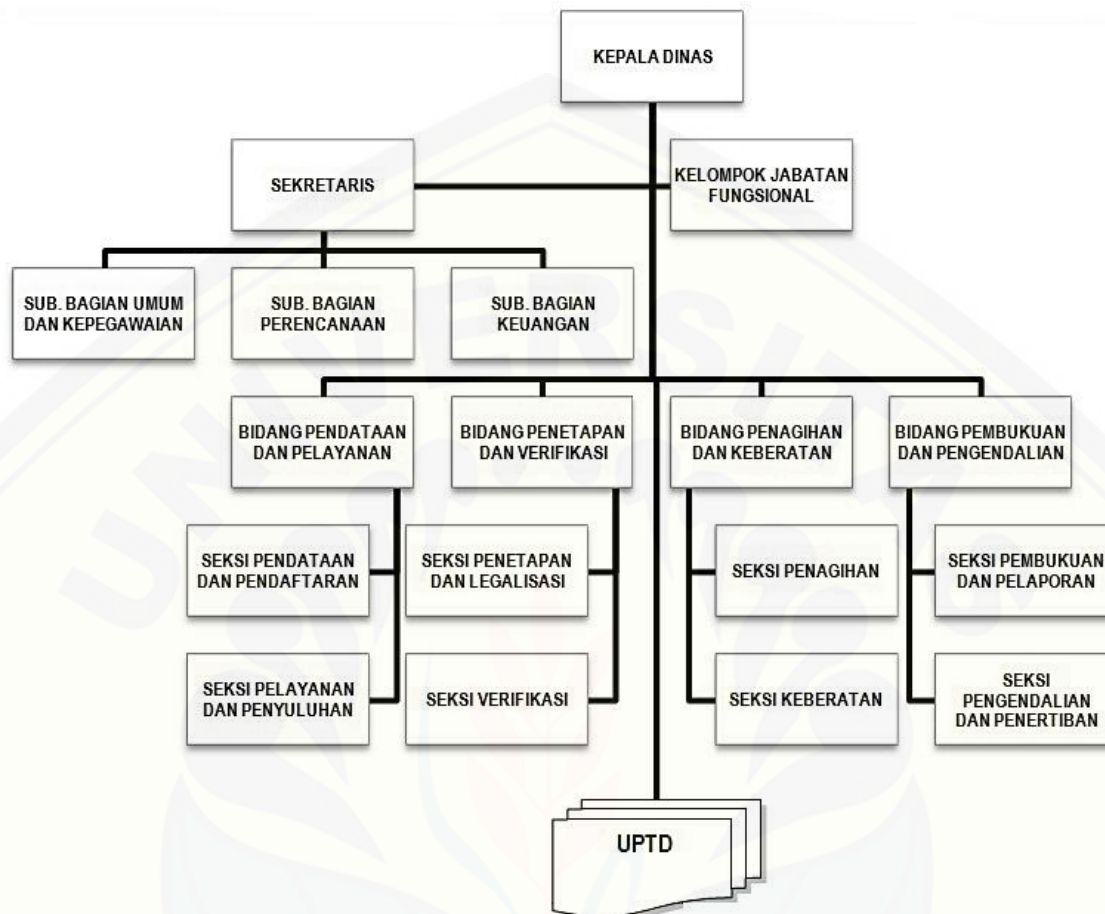 KEPALA DINAS
SEKRETARIS
KELOMPOK JABATAN
FUNGSIONAL
SUB. BAGIAN UMUM
DAN KEPEGAWAIAN
SUB. BAGIAN
PERENCANAAN
SUB. BAGIAN
KEUANGAN
BIDANG PENDATAAN
DAN PELAYANAN
BIDANG PENETAPAN
DAN VERIFIKASI
BIDANG PENAGIHAN
DAN KEBERATAN
BIDANG PEMBUKUAN
DAN PENGENDALIAN
SEKSI PENDATAAN
DAN PENDAFTARAN
SEKSI PENETAPAN
DAN LEGALISASI
SEKSI PENAGIHAN
SEKSI PEMBUKUAN
DAN PELAPORAN
SEKSI PELAYANAN
DAN PENYULUHAN
SEKSI VERIFIKASI
SEKSI KEBERATAN
SEKSI
PENGENDALIAN
DAN PENERTIBAN
UPTD
UNIVERSITAS